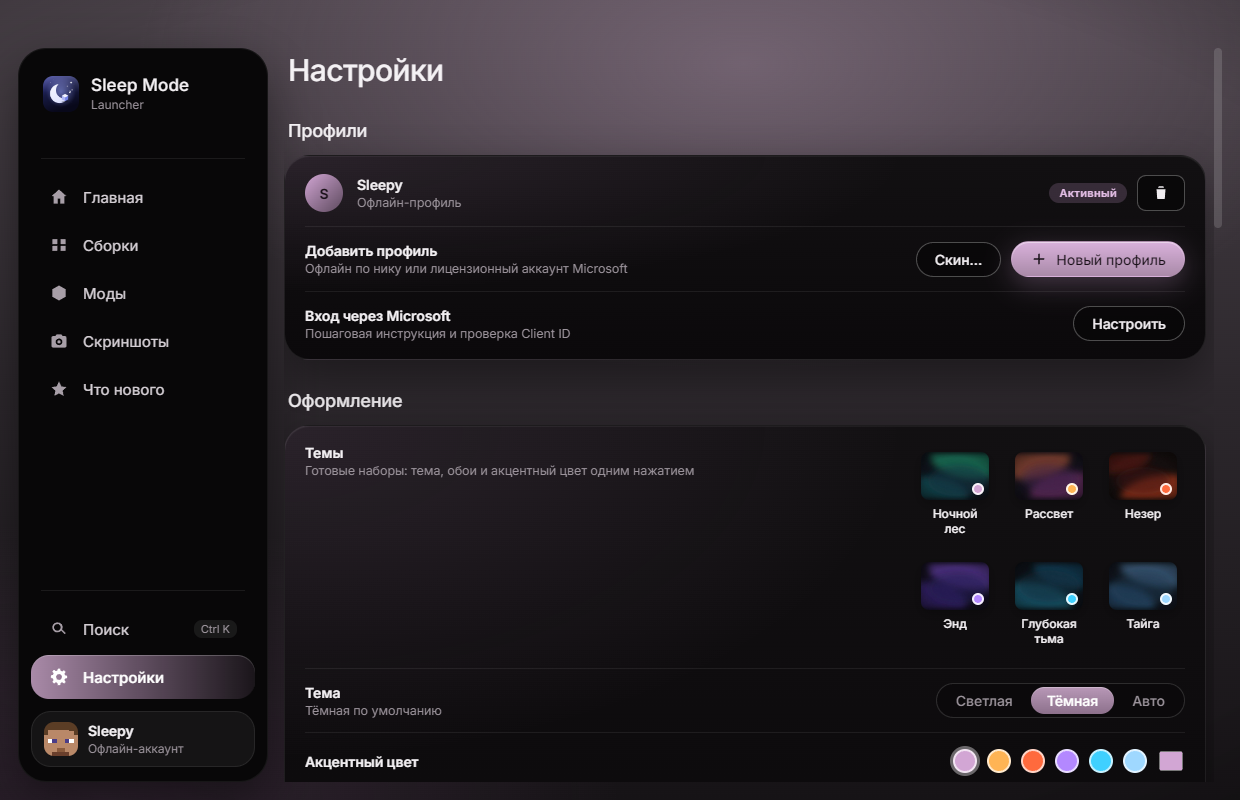 Sleep Mode
Launcher
Главная
Сборки
Моды
Скриншоты
Что нового
Поиск
Ctrl K
Настройки
Sleepy
Офлайн-аккаунт
Настройки
Профили
S
Sleepy
Офлайн-профиль
Активный
Добавить профиль
Офлайн по нику или лицензионный аккаунт Microsoft
Скин...
+ Новый профиль
Вход через Microsoft
Пошаговая инструкция и проверка Client ID
Настроить
Оформление
Темы
Готовые наборы: тема, обои и акцентный цвет одним нажатием
Ночной
лес
Рассвет
Незер
Энд
Глубокая
тьма
Тайга
Тема
Тёмная по умолчанию
Светлая
Тёмная
Авто
Акцентный цвет